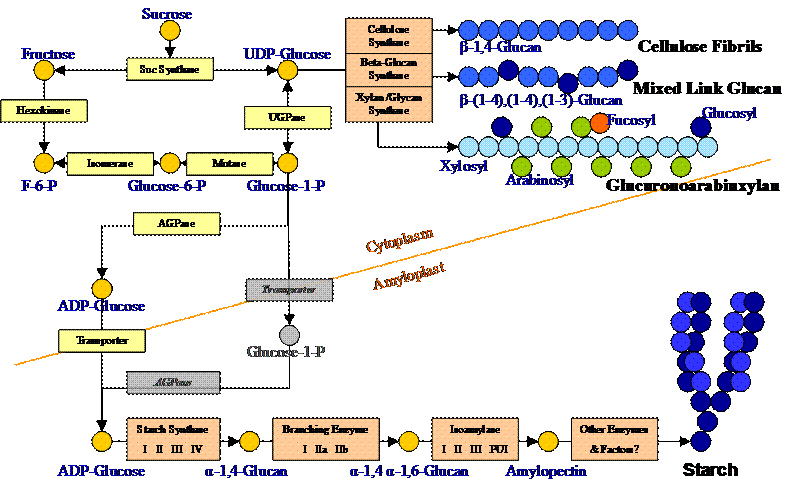 Sucrose
Fructose
Suc Synthase
UDP-Glucose
Cellulose
Synthase
Beta-Glucan
Synthase
Xylan/Glycan
Synthase
β-1,4-Glucan
Cellulose Fibrils
Mixed Link Glucan
β-(1-4),(1-4),(1-3)-Glucan
Hexokinase
UGPase
Fucosyl
Glucosyl
Xylosyl
Arabinosyl
Glucuronoarabinxylan
F-6-P
Isomerase
Glucose-6-P
Mutase
Glucose-1-P
AGPase
Cytoplasm
Amyloplast
Transporter
ADP-Glucose
Transporter
Glucose-1-P
AGPase
ADP-Glucose
Starch Synthase
I II III IV
α-1,4-Glucan
Branching Enzyme
I IIa IIb
α-1,4 α-1,6-Glucan
Isoamylase
I II III PUI
Amylopectin
Other Enzymes
& Factors?
Starch